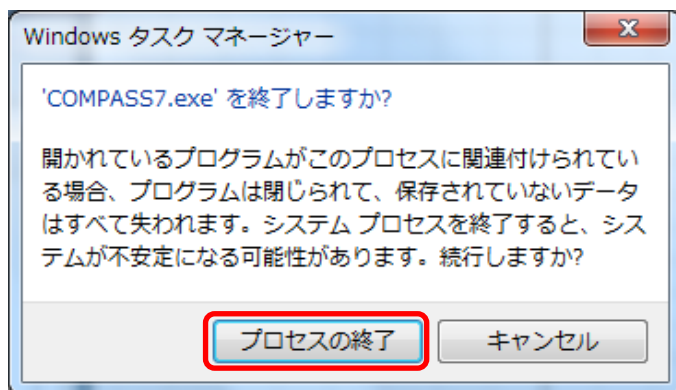 Windows タスク マネージャー
'COMPASS7.exe' を終了しますか?
開かれているプログラムがこのプロセスに関連付けられてい
る場合、プログラムは閉じられて、保存されていないデータ
はすべて失われます。システム プロセスを終了すると、シス
テムが不安定になる可能性があります。続行しますか?
プロセスの終了 キャンセル